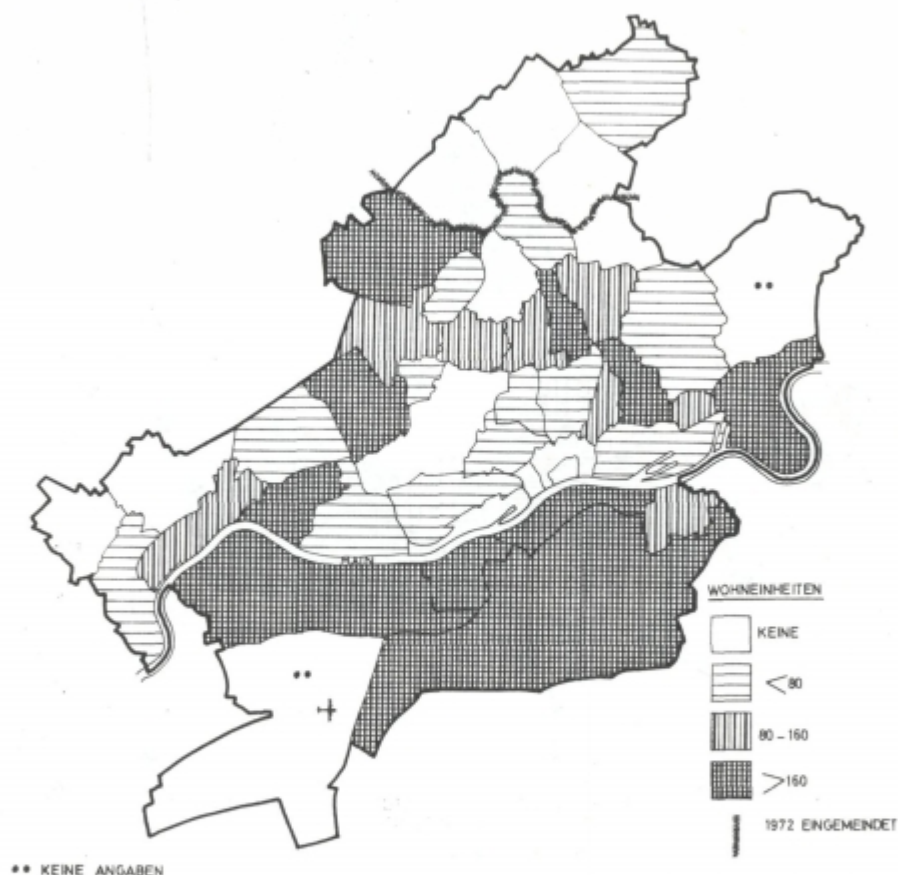 WOHNEINHEITEN
KEINE
<80
80-160
>160
1972 EINGEMEINDET
•• KEINE ANGABEN